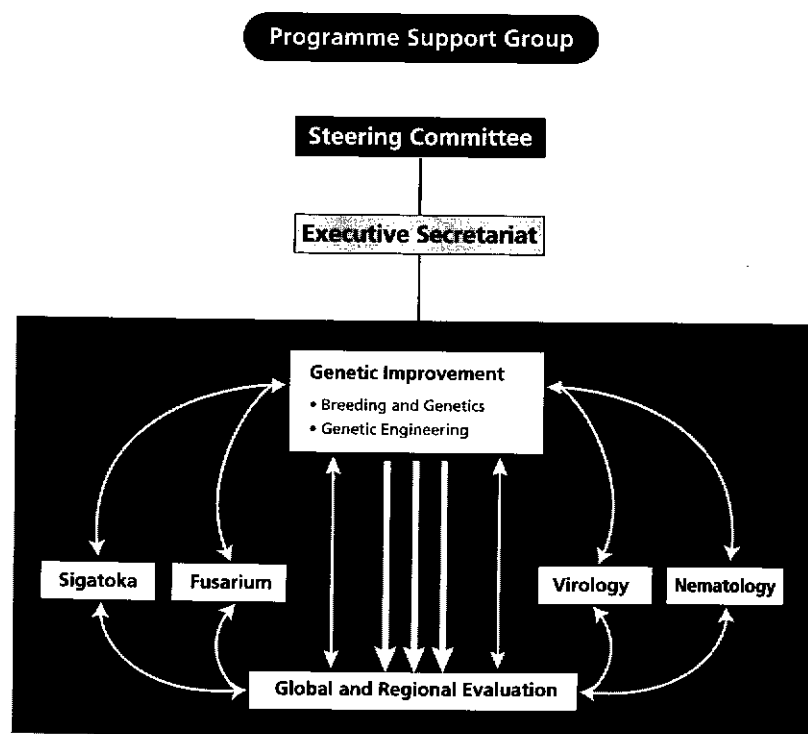 Programme Support Group
Steering Committee
Executive Secretariat
Genetic Improvement
• Breeding and Genetics
• Genetic Engineering
Sigatoka
Fusarium
Virology
Nematology
Global and Regional Evaluation